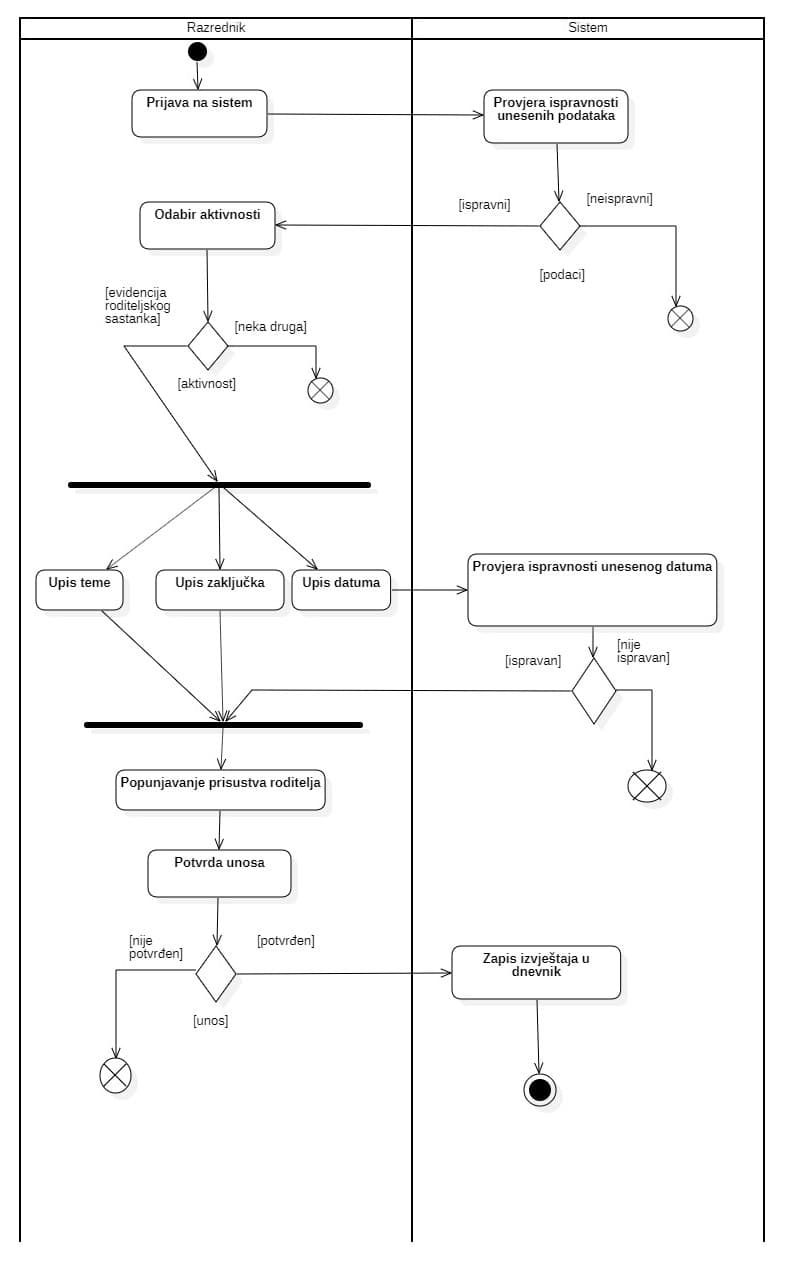 Razrednik
Sistem
Prijava na sistem
Provjera ispravnosti
unesenih podataka
[ispravni]
[neispravni]
Odabir aktivnosti
[podaci]
[evidencija
roditeljskog
sastanka]
[neka druga]
[aktivnost]
Upis teme
Upis zaključka
Upis datuma
Provjera ispravnosti unesenog datuma
[ispravan]
[nije
ispravan]
Popunjavanje prisustva roditelja
Potvrda unosa
[nije
potvrđen]
[potvrđen]
Zapis izvještaja u
dnevnik
[unos]